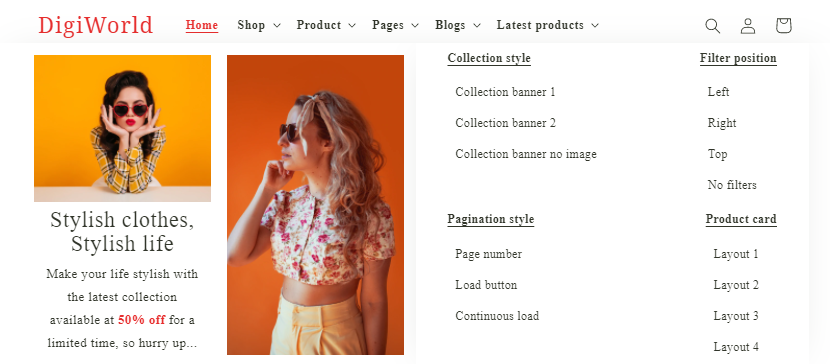 DigiWorld
Home
Shop
Product
Pages
Blogs
Latest products
Stylish clothes,
Stylish life
Make your life stylish with
the latest collection
available at 50% off for a
limited time, so hurry up...
Collection style
Collection banner 1
Collection banner 2
Collection banner no image
Filter position
Left
Right
Top
No filters
Pagination style
Page number
Load button
Continuous load
Product card
Layout 1
Layout 2
Layout 3
Layout 4